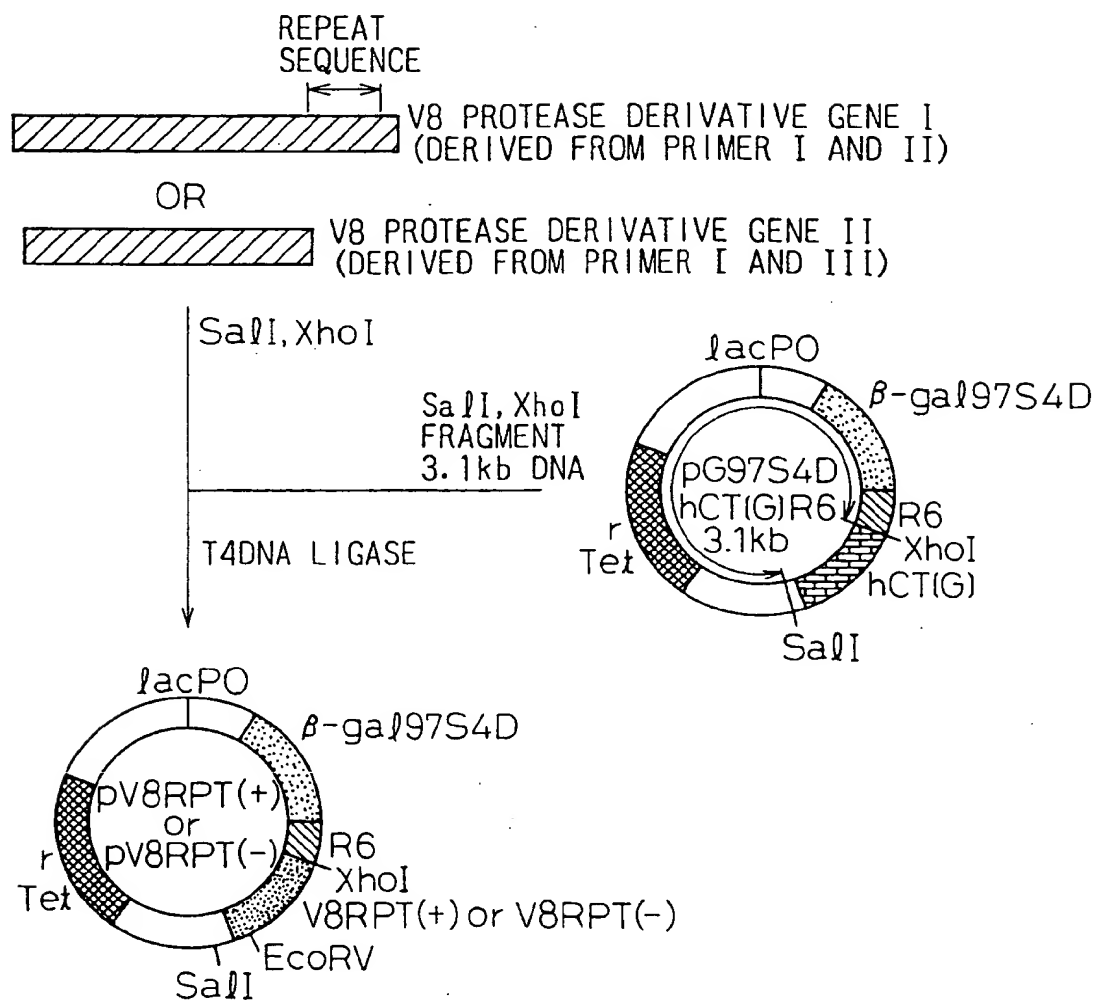 REPEAT
SEQUENCE
V8 PROTEASE DERIVATIVE GENE I
(DERIVED FROM PRIMER I AND II)
OR
V8 PROTEASE DERIVATIVE GENE II
(DERIVED FROM PRIMER I AND III)
SalI, XhoI
SalI, XhoI
FRAGMENT
3.1kb DNA
T4DNA LIGASE
lacPO
β-gal97S4D
pG97S4D
hCT(G)R6
3.1kb
R6
XhoI
hCT(G)
r
Tet
SalI
lacPO
β-gal97S4D
pV8RPT(+)
or
pV8RPT(-)
R6
XhoI
V8RPT(+) or V8RPT(-)
r
Tet
EcoRV
SalI